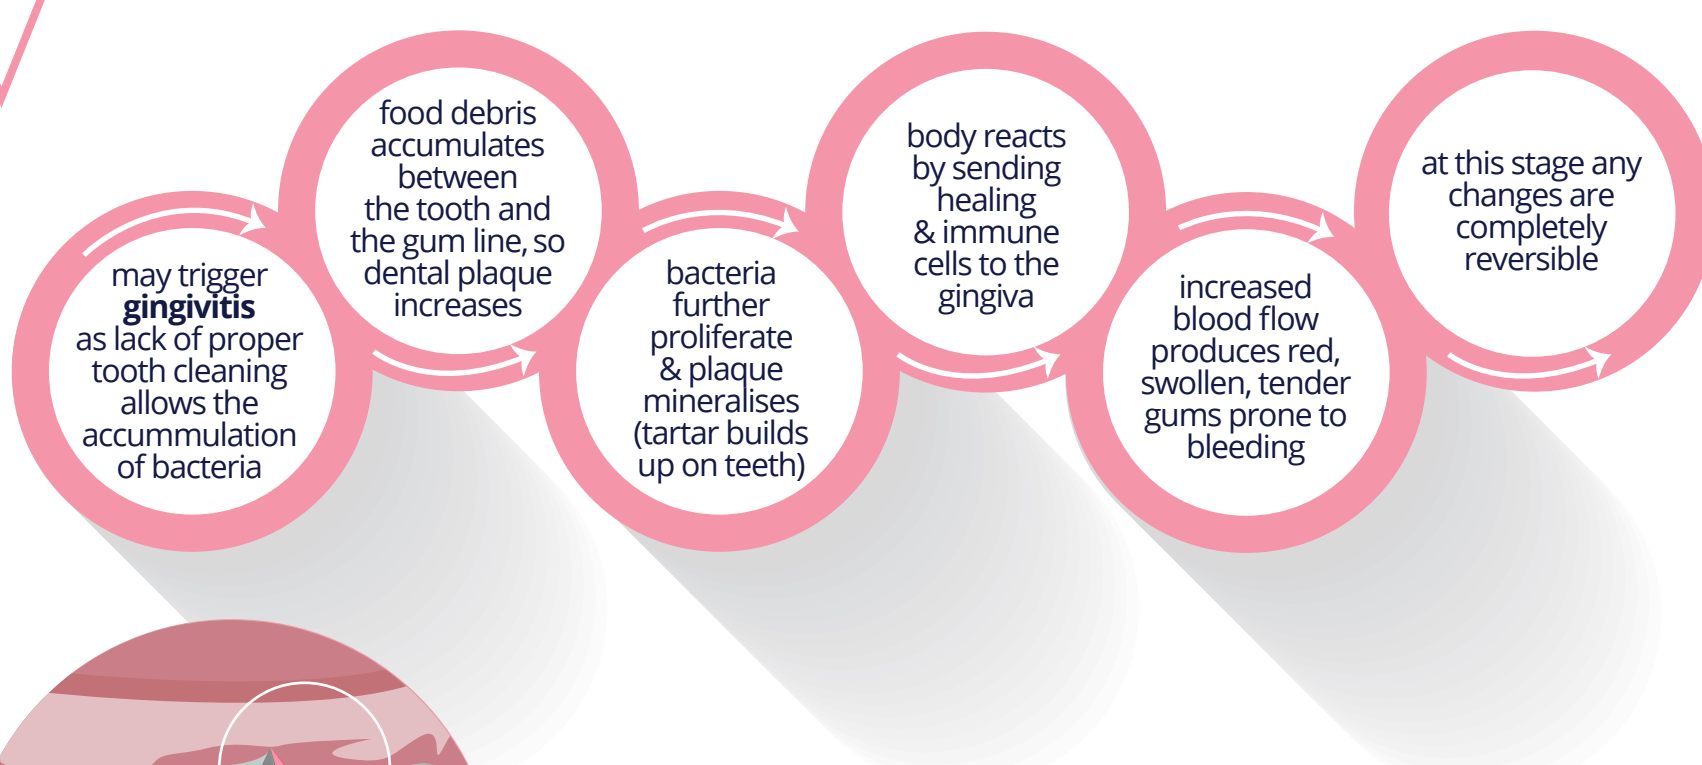 may trigger
gingivitis
as lack of proper
tooth cleaning
allows the
accummulation
of bacteria
food debris
accumulates
between
the tooth and
the gum line, so
dental plaque
increases
bacteria
further
proliferate
& plaque
mineralises
(tartar builds
up on teeth)
body reacts
by sending
healing
& immune
cells to the
gingiva
increased
blood flow
produces red,
swollen, tender
gums prone to
bleeding
at this stage any
changes are
completely
reversible